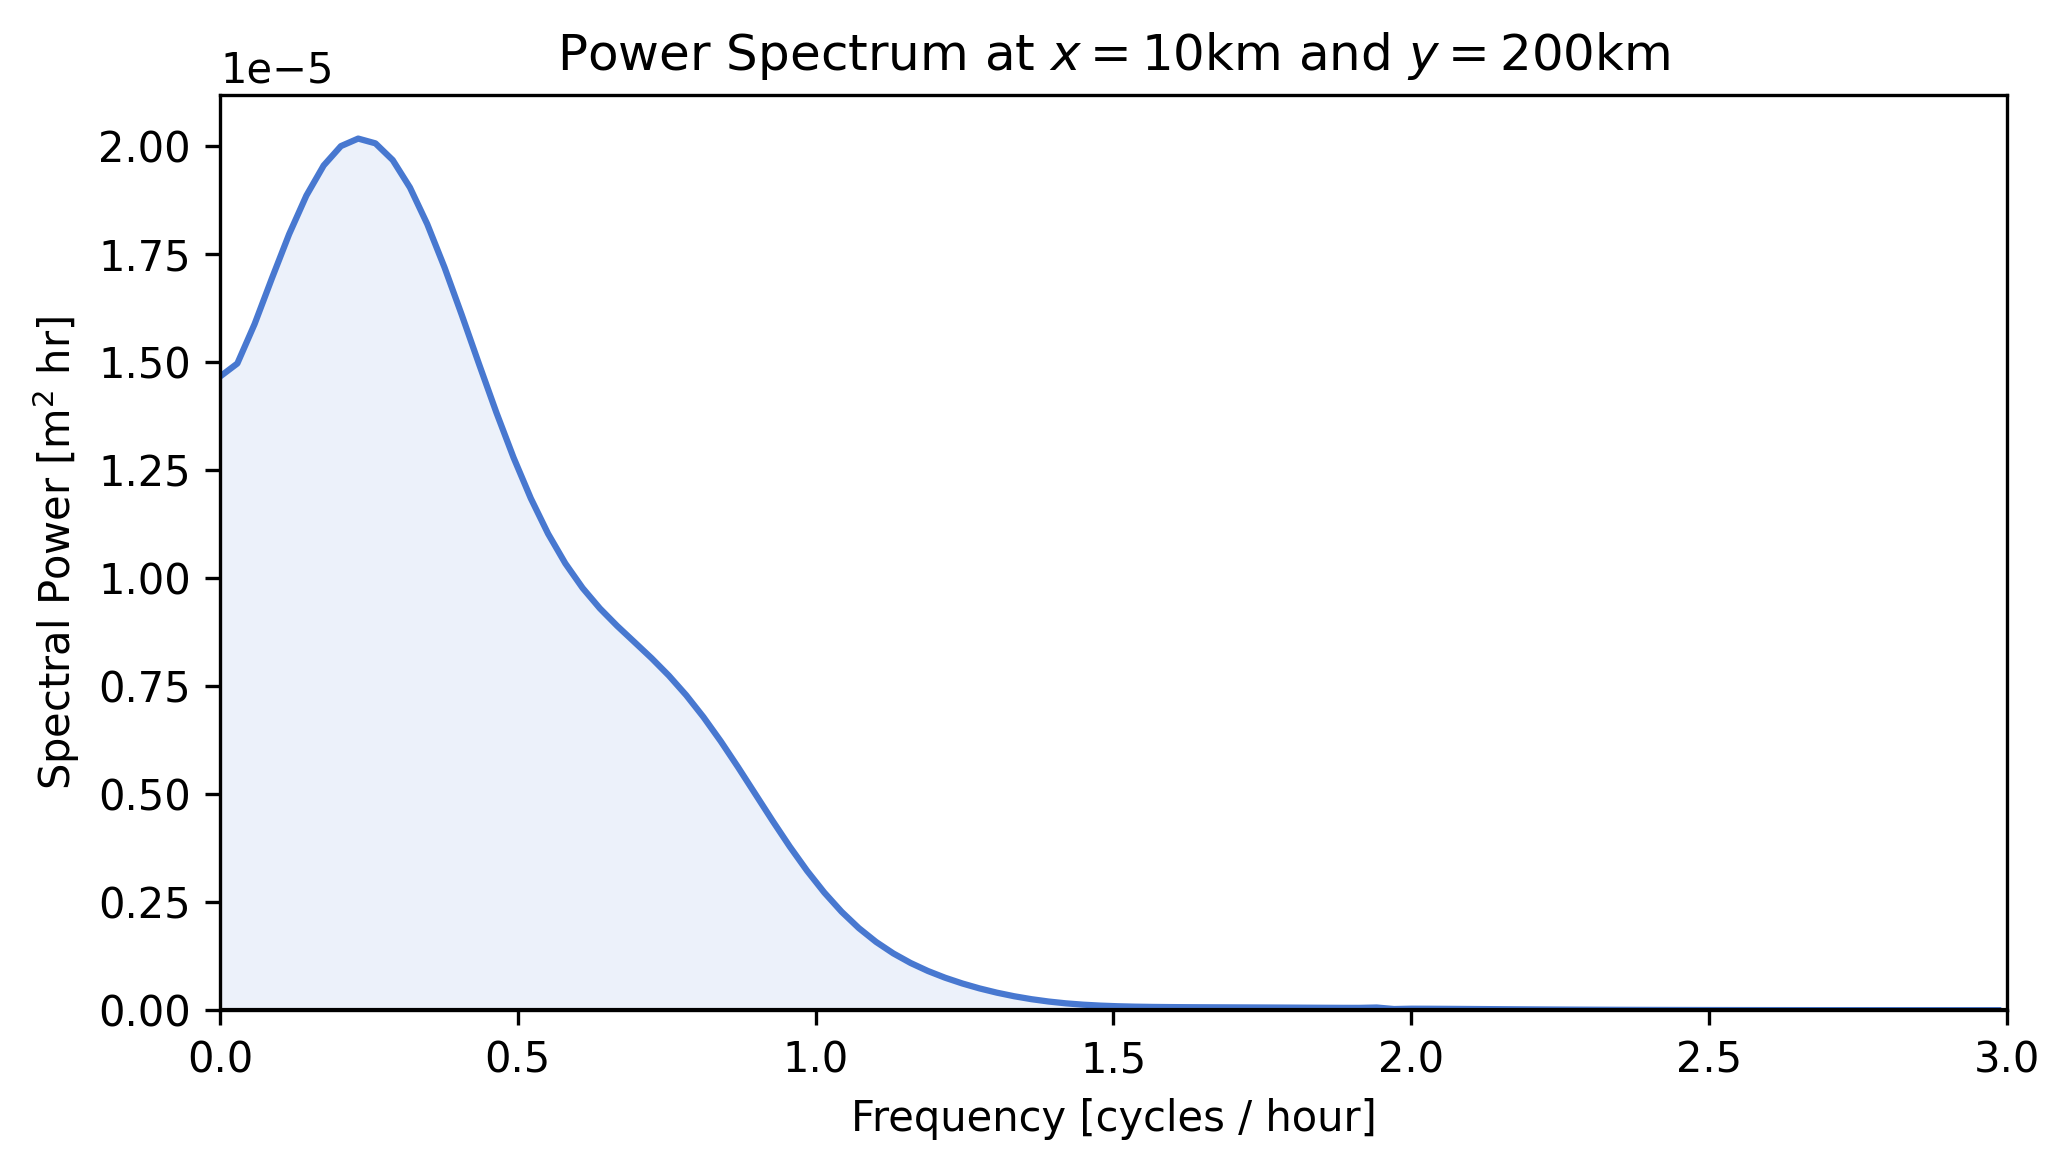 Power Spectrum at x = 10km and y = 200km
1e−5
2.00
1.75
1.50
1.25
1.00
0.75
0.50
0.25
0.00
Spectral Power [m² hr]
0.0 0.5 1.0 1.5 2.0 2.5 3.0
Frequency [cycles / hour]